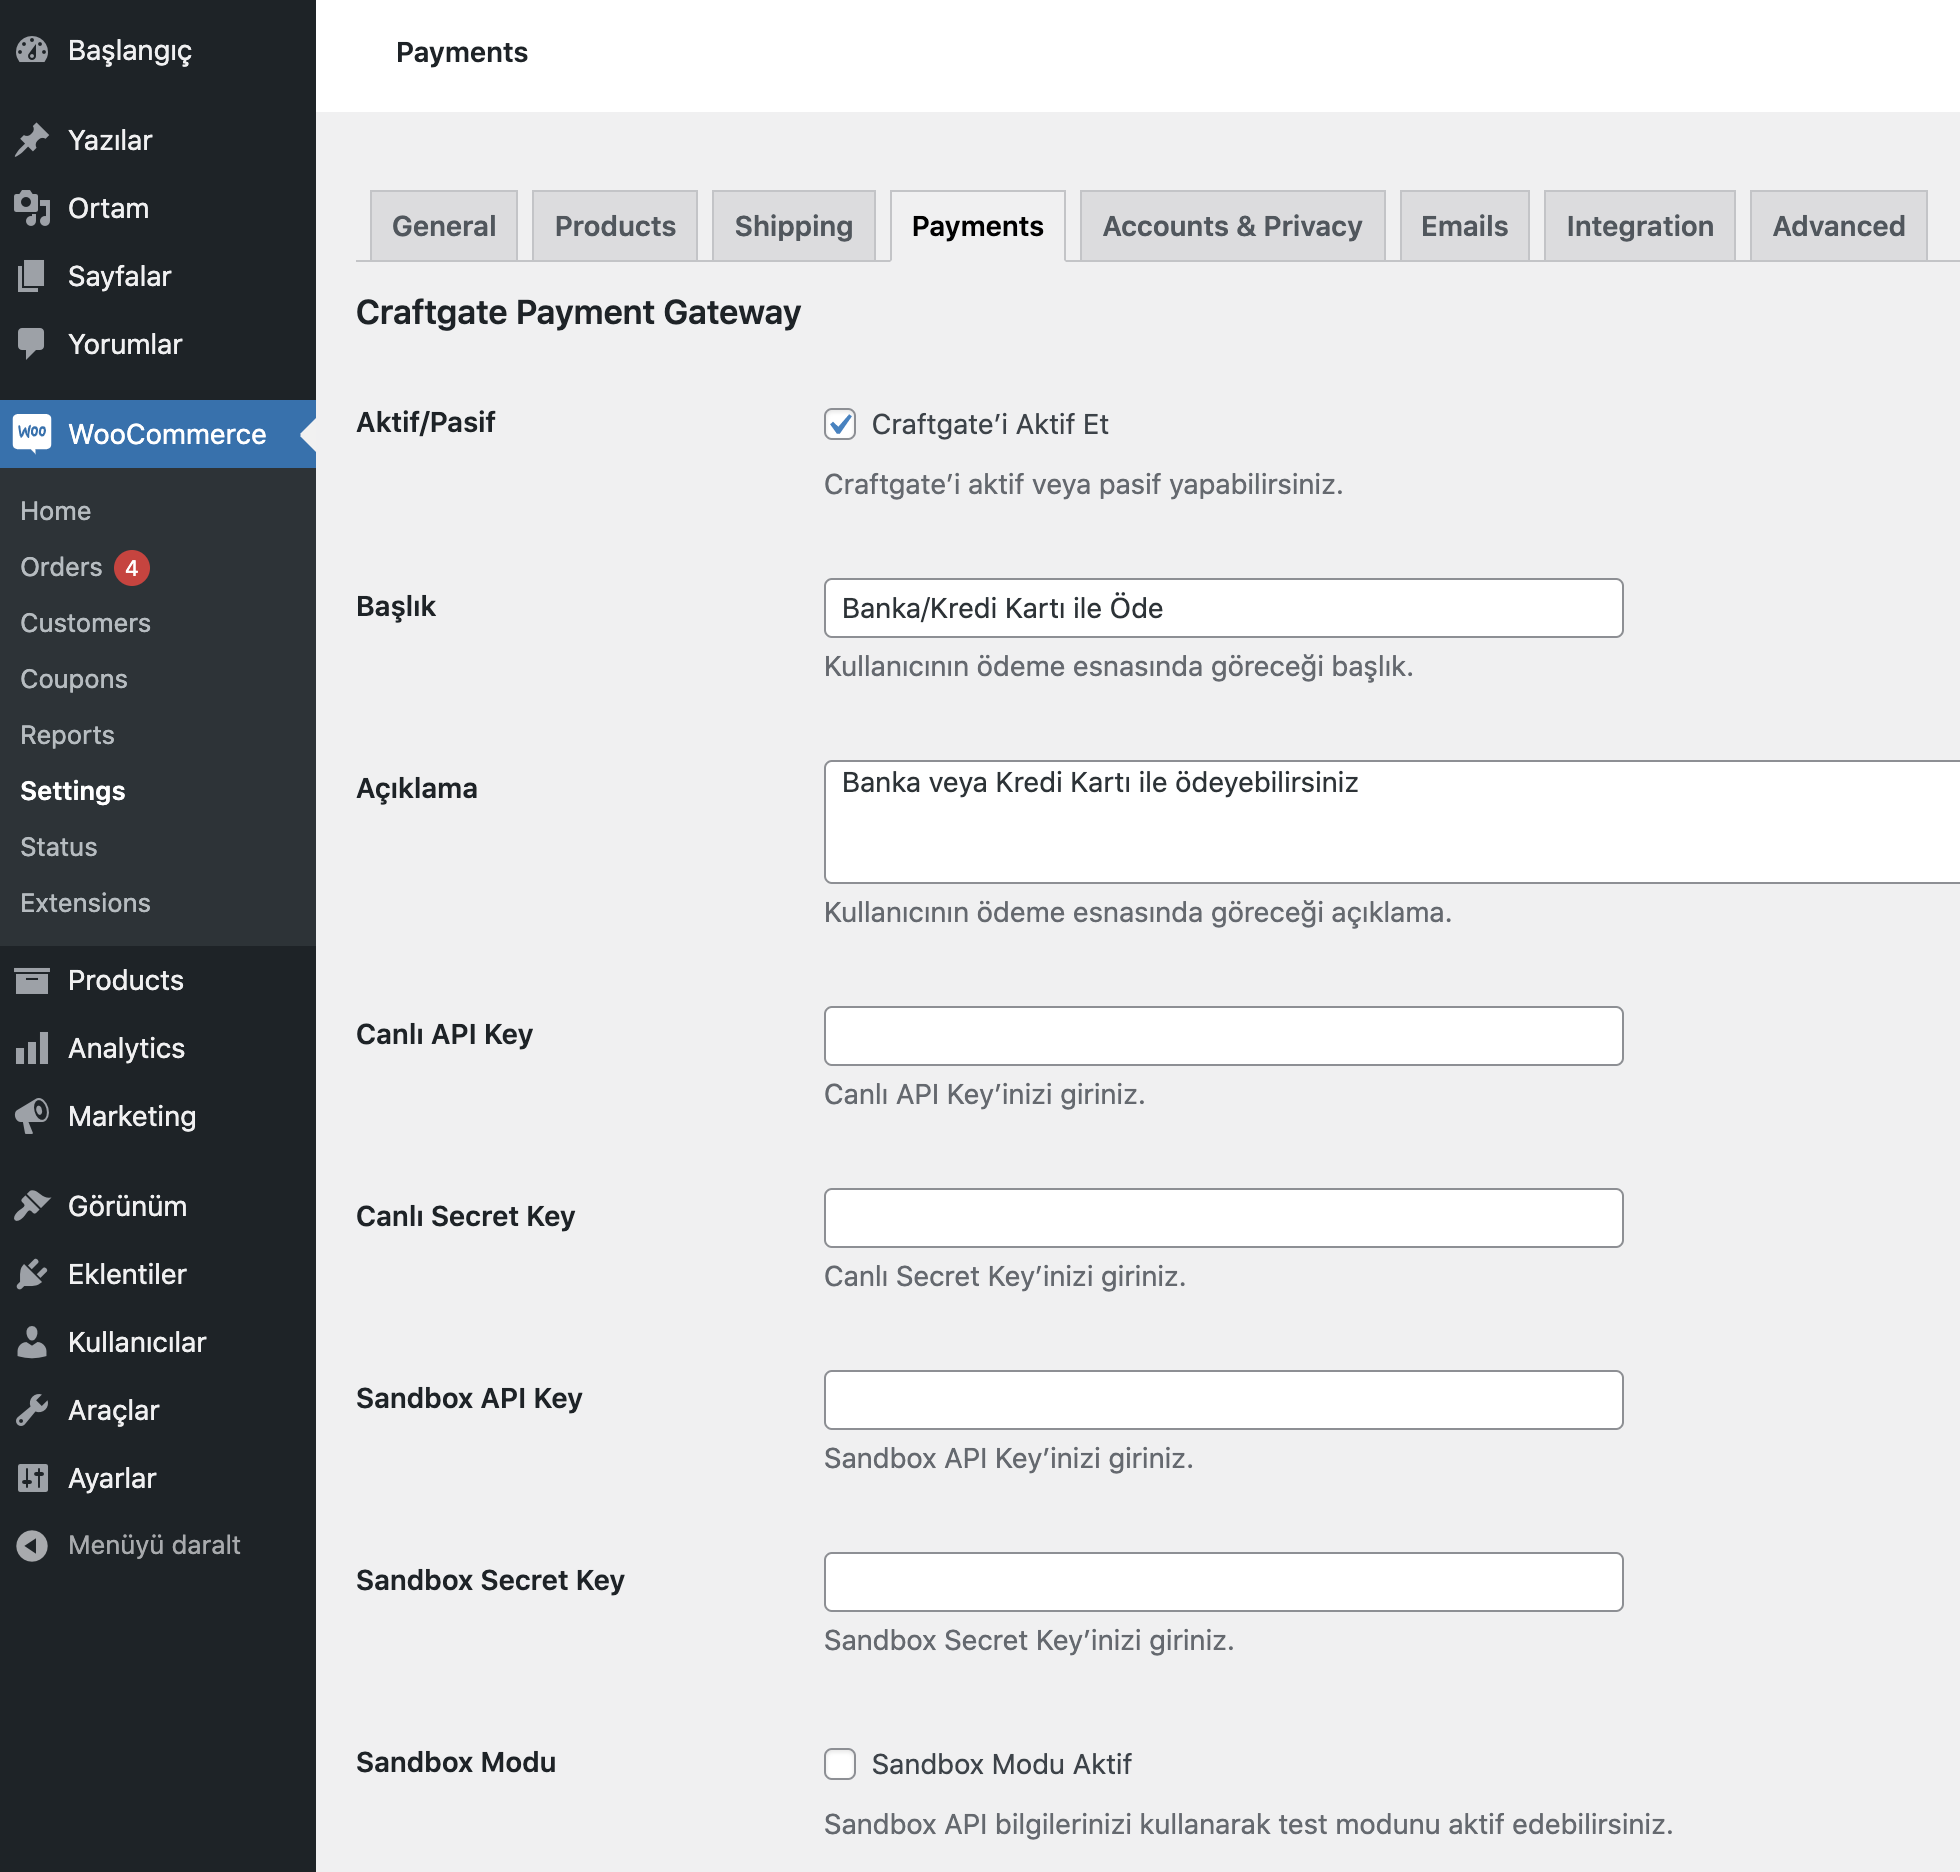 Başlangıç
Yazılar
Ortam
Sayfalar
Yorumlar
Woo WooCommerce
Home
Orders 4
Customers
Coupons
Reports
Settings
Status
Extensions
Products
Analytics
Marketing
Görünüm
Eklentiler
Kullanıcılar
Araçlar
Ayarlar
Menüyü daralt
Payments
General Products Shipping Payments Accounts & Privacy Emails Integration Advanced
Craftgate Payment Gateway
Aktif/Pasif
Craftgate’i Aktif Et
Craftgate’i aktif veya pasif yapabilirsiniz.
Başlık
Banka/Kredi Kartı ile Öde
Kullanıcının ödeme esnasında göreceği başlık.
Açıklama
Banka veya Kredi Kartı ile ödeyebilirsiniz
Kullanıcının ödeme esnasında göreceği açıklama.
Canlı API Key
Canlı API Key’inizi giriniz.
Canlı Secret Key
Canlı Secret Key’inizi giriniz.
Sandbox API Key
Sandbox API Key’inizi giriniz.
Sandbox Secret Key
Sandbox Secret Key’inizi giriniz.
Sandbox Modu
Sandbox Modu Aktif
Sandbox API bilgilerinizi kullanarak test modunu aktif edebilirsiniz.